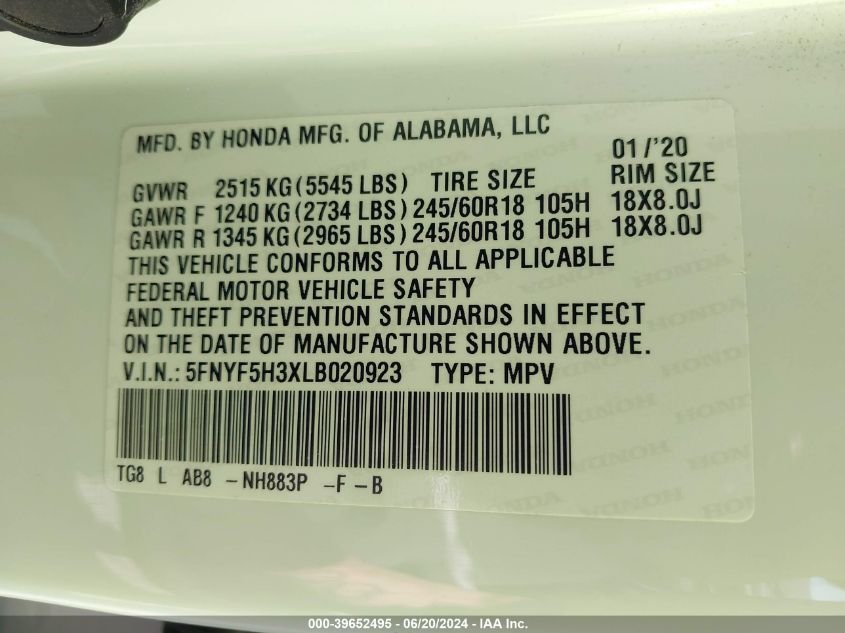 MFD. BY HONDA MFG. OF ALABAMA, LLC
01/'20
GVWR 2515 KG(5545 LBS) TIRE SIZE RIM SIZE
GAWR F 1240 KG(2734 LBS) 245/60R18 105H 18X8.0J
GAWR R 1345 KG(2965 LBS) 245/60R18 105H 18X8.0J
THIS VEHICLE CONFORMS TO ALL APPLICABLE
FEDERAL MOTOR VEHICLE SAFETY
AND THEFT PREVENTION STANDARDS IN EFFECT
ON THE DATE OF MANUFACTURE SHOWN ABOVE.
V.I.N.: 5FNYF5H3XLB020923 TYPE: MPV
TG8 L AB8 -NH883P -F -B
000-39652495 - 06/20/2024 - IAA Inc.